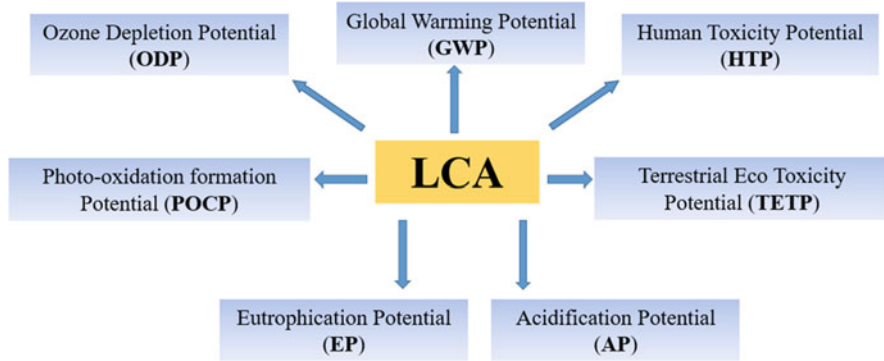 Ozone Depletion Potential
(ODP)
Global Warming Potential
(GWP)
Human Toxicity Potential
(HTP)
Photo-oxidation formation
Potential (POCP)
LCA
Terrestrial Eco Toxicity
Potential (TETP)
Eutrophication Potential
(EP)
Acidification Potential
(AP)